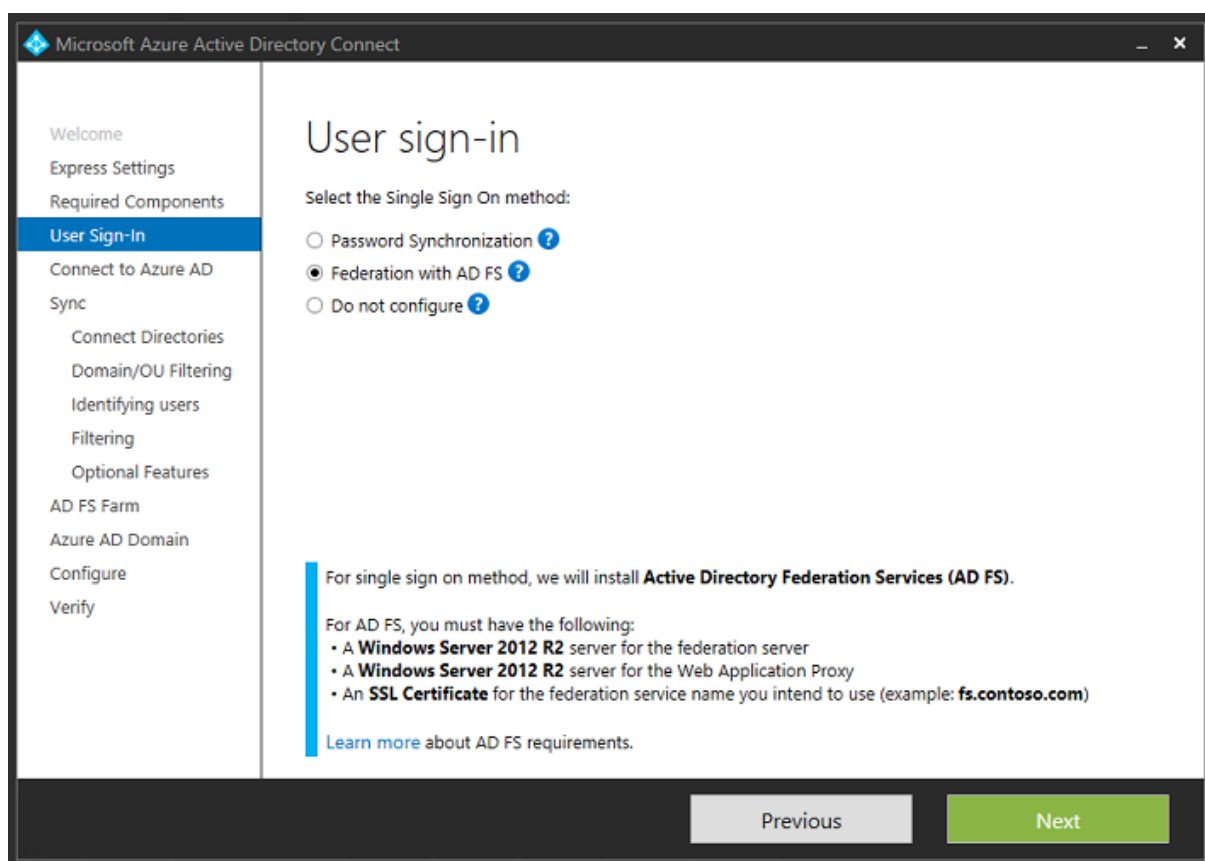 Microsoft Azure Active Directory Connect
Welcome
Express Settings
Required Components
User Sign-In
Connect to Azure AD
Sync
Connect Directories
Domain/OU Filtering
Identifying users
Filtering
Optional Features
AD FS Farm
Azure AD Domain
Configure
Verify
User sign-in
Select the Single Sign On method:
Password Synchronization ?
Federation with AD FS ?
Do not configure ?
For single sign on method, we will install Active Directory Federation Services (AD FS).
For AD FS, you must have the following:
• A Windows Server 2012 R2 server for the federation server
• A Windows Server 2012 R2 server for the Web Application Proxy
• An SSL Certificate for the federation service name you intend to use (example: fs.contoso.com)
Learn more about AD FS requirements.
Previous
Next